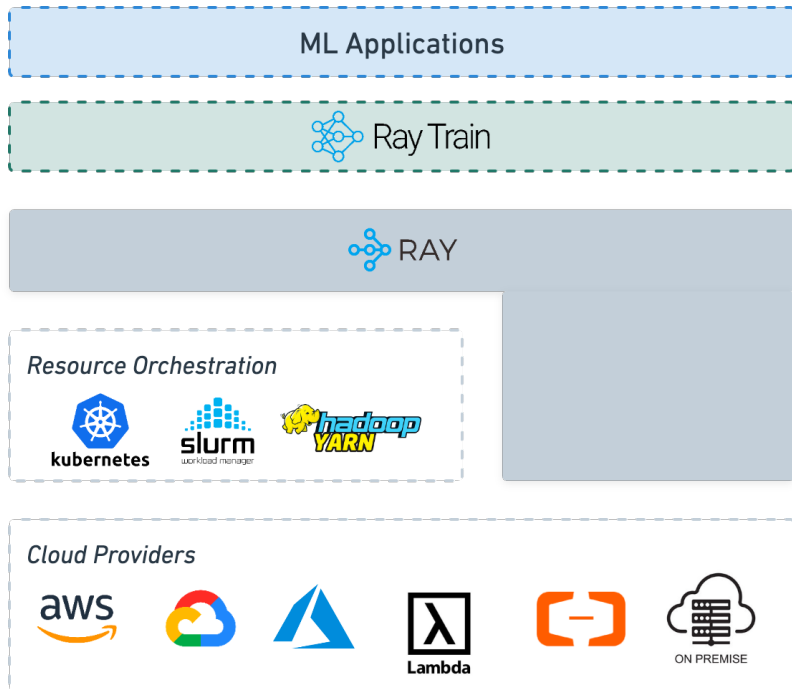 ML Applications
Ray Train
RAY
Resource Orchestration
kubernetes
slurm
workload manager
hadoop
YARN
Cloud Providers
aws
λ
Lambda
ON PREMISE